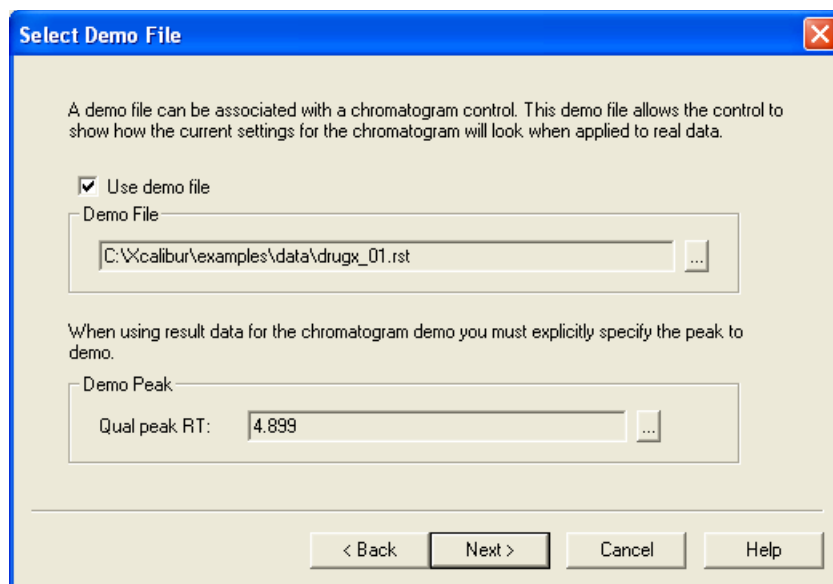 Select Demo File
A demo file can be associated with a chromatogram control. This demo file allows the control to
show how the current settings for the chromatogram will look when applied to real data.
Use demo file
Demo File
C:\Xcalibur\examples\data\drugx_01.rst
...
When using result data for the chromatogram demo you must explicitly specify the peak to
demo.
Demo Peak
Qual peak RT:
4.899
...
< Back
Next >
Cancel
Help